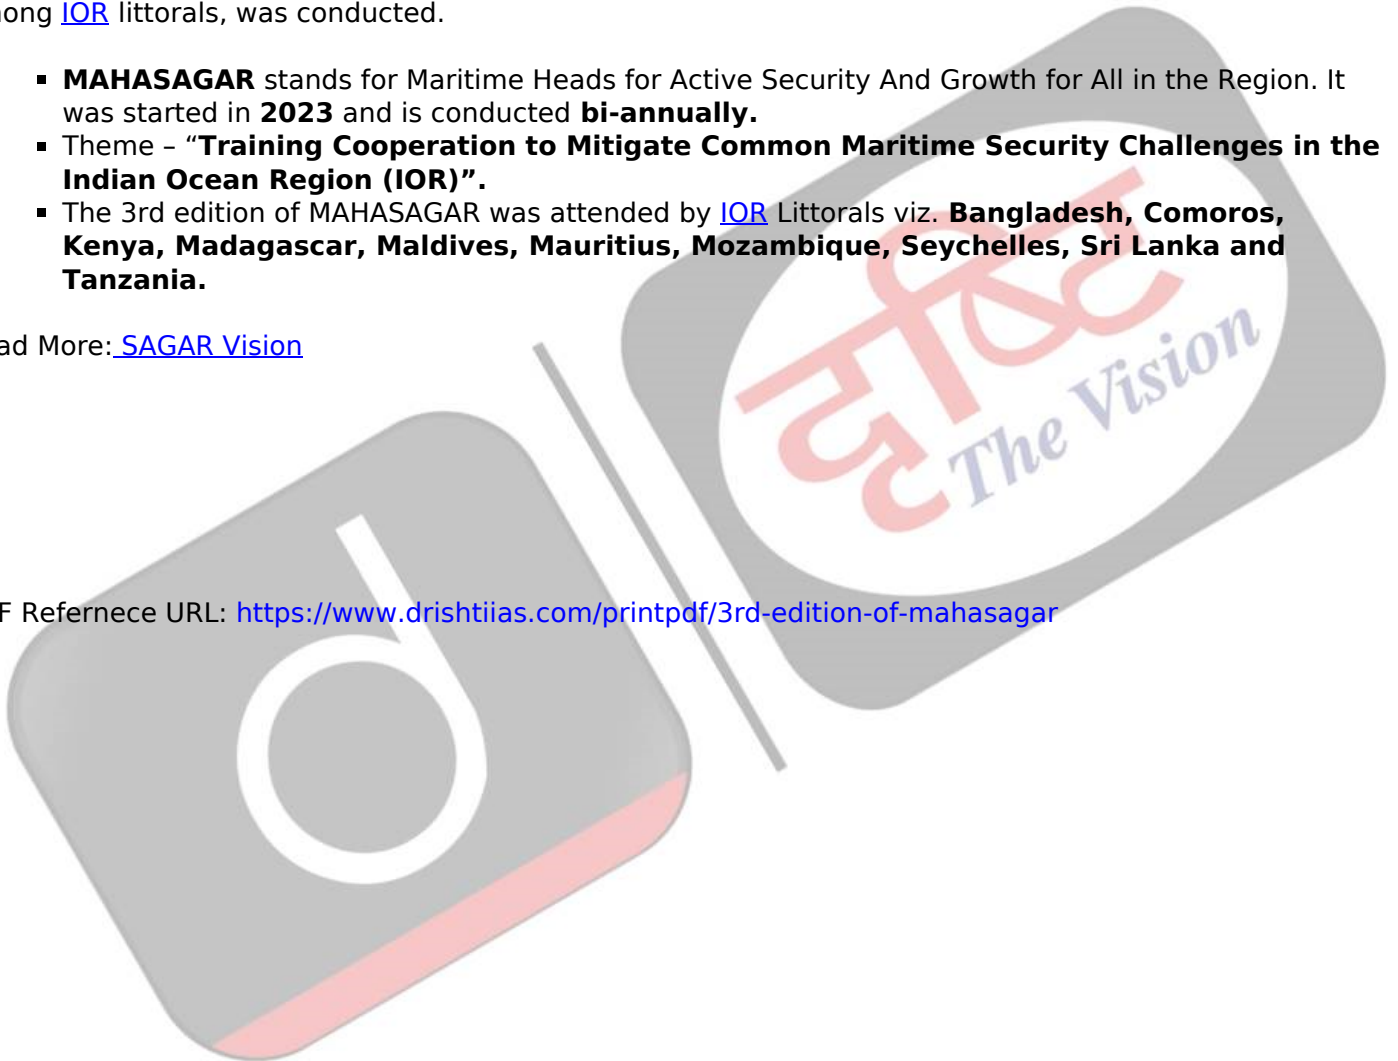 ong IOR littorals, was conducted.
▪ MAHASAGAR stands for Maritime Heads for Active Security And Growth for All in the Region. It
was started in 2023 and is conducted bi-annually.
▪ Theme – “Training Cooperation to Mitigate Common Maritime Security Challenges in the
Indian Ocean Region (IOR)”.
▪ The 3rd edition of MAHASAGAR was attended by IOR Littorals viz. Bangladesh, Comoros,
Kenya, Madagascar, Maldives, Mauritius, Mozambique, Seychelles, Sri Lanka and
Tanzania.
ad More: SAGAR Vision
दृष्टि
The Vision
d
F Refernece URL: https://www.drishtiias.com/printpdf/3rd-edition-of-mahasagar